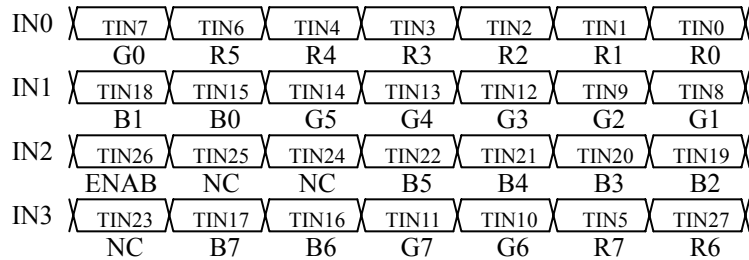 IN0 TIN7 TIN6 TIN4 TIN3 TIN2 TIN1 TIN0
G0 R5 R4 R3 R2 R1 R0
IN1 TIN18 TIN15 TIN14 TIN13 TIN12 TIN9 TIN8
B1 B0 G5 G4 G3 G2 G1
IN2 TIN26 TIN25 TIN24 TIN22 TIN21 TIN20 TIN19
ENAB NC NC B5 B4 B3 B2
IN3 TIN23 TIN17 TIN16 TIN11 TIN10 TIN5 TIN27
NC B7 B6 G7 G6 R7 R6